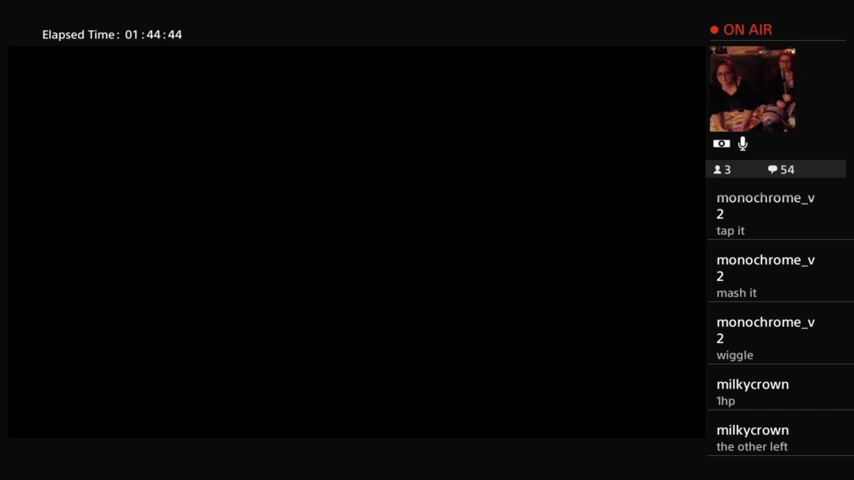 Elapsed Time: 01:44:44
ON AIR
3 54
monochrome_v
2
tap it
monochrome_v
2
mash it
monochrome_v
2
wiggle
milkycrown
1hp
milkycrown
the other left